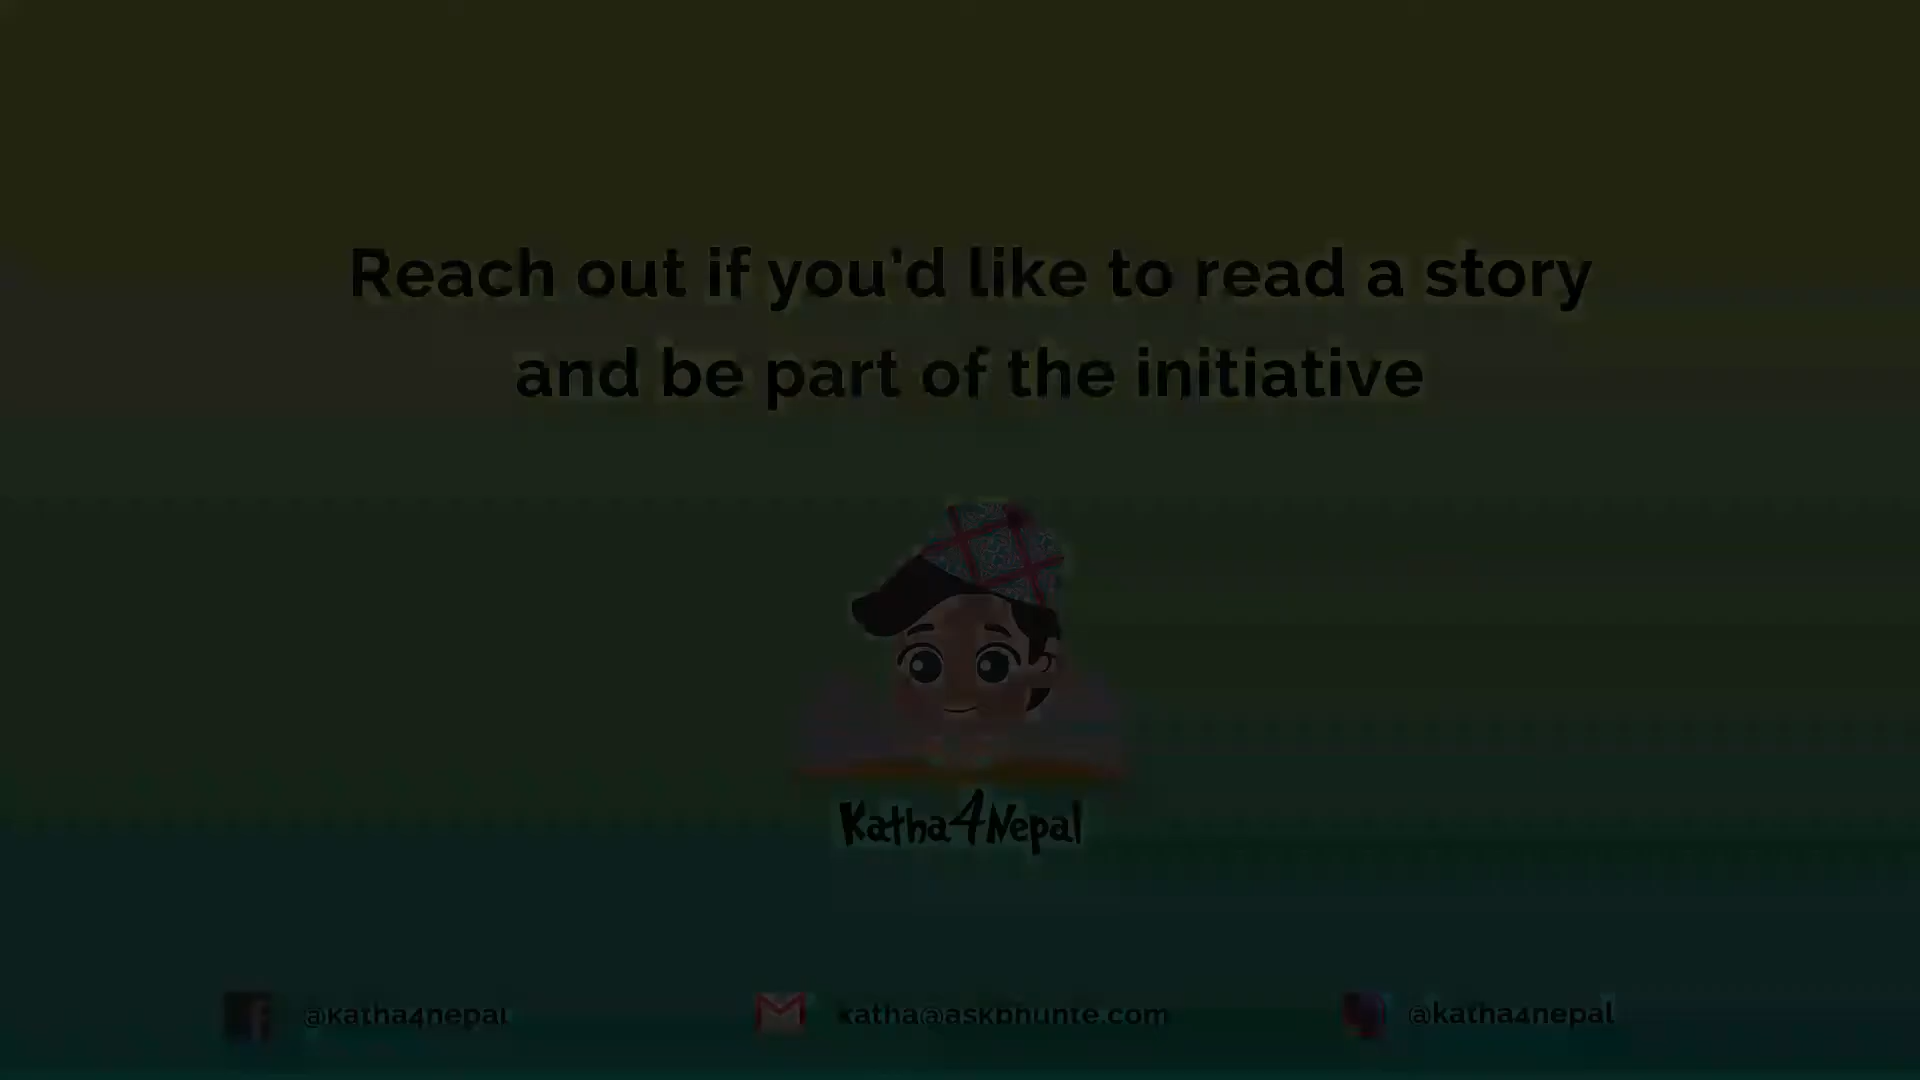 Reach out if you'd like to read a story
and be part of the initiative
Katha4Nepal
@katha4nepal
katha@askbhunte.com
@katha4nepal